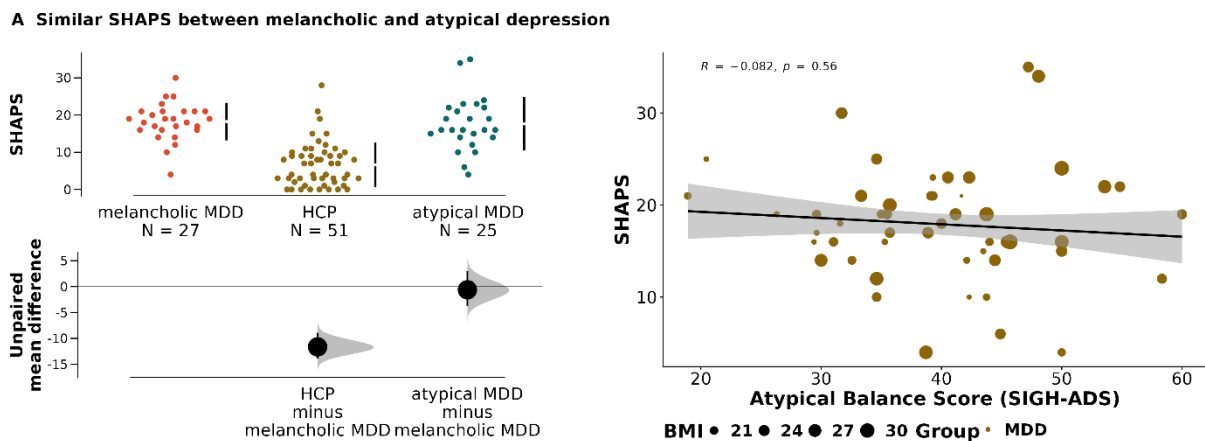 A Similar SHAPS between melancholic and atypical depression
SHAPS
30
20
10
0
melancholic MDD
N = 27
HCP
N = 51
atypical MDD
N = 25
Unpaired
mean difference
5
0
-5
-10
-15
HCP
minus
melancholic MDD
atypical MDD
minus
melancholic MDD
R = −0.082, p = 0.56
SHAPS
30
20
10
20 30 40 50 60
Atypical Balance Score (SIGH-ADS)
BMI 21 24 27 30 Group MDD